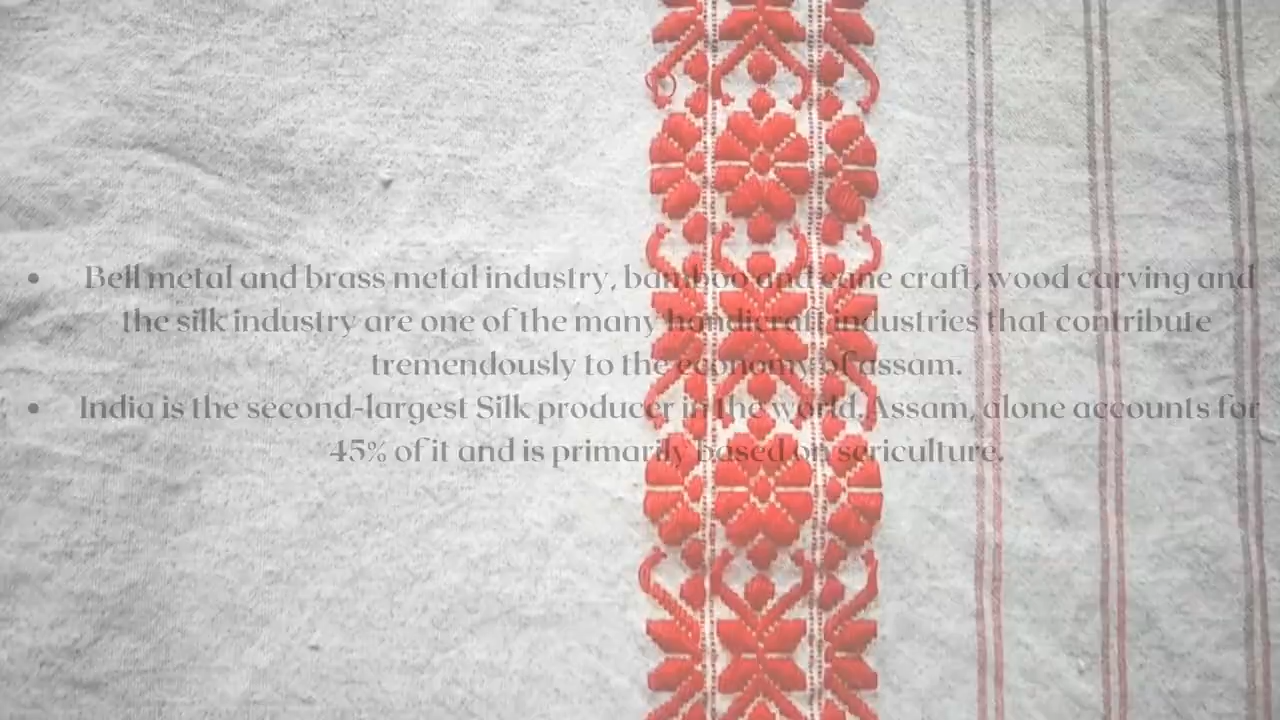 • Bell metal and brass metal industry, bamboo and cane craft, wood carving and
the silk industry are one of the many handicraft industries that contribute
tremendously to the economy of assam.
• India is the second-largest Silk producer in the world. Assam, alone accounts for
45% of it and is primarily based on sericulture.